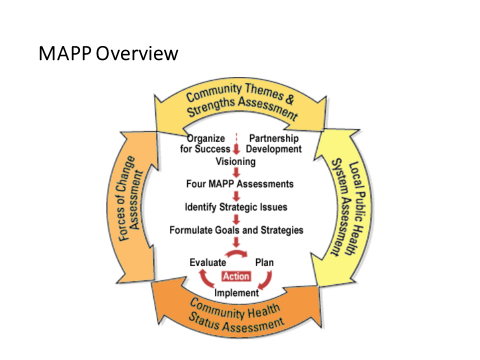 MAPP Overview
Community Themes &
Strengths Assessment
Organize
for Success
Partnership
Development
Visioning
Four MAPP Assessments
Identify Strategic Issues
Formulate Goals and Strategies
Evaluate
Plan
Action
Implement
Forces of Change
Assessment
Local Public Health
System Assessment
Community Health
Status Assessment